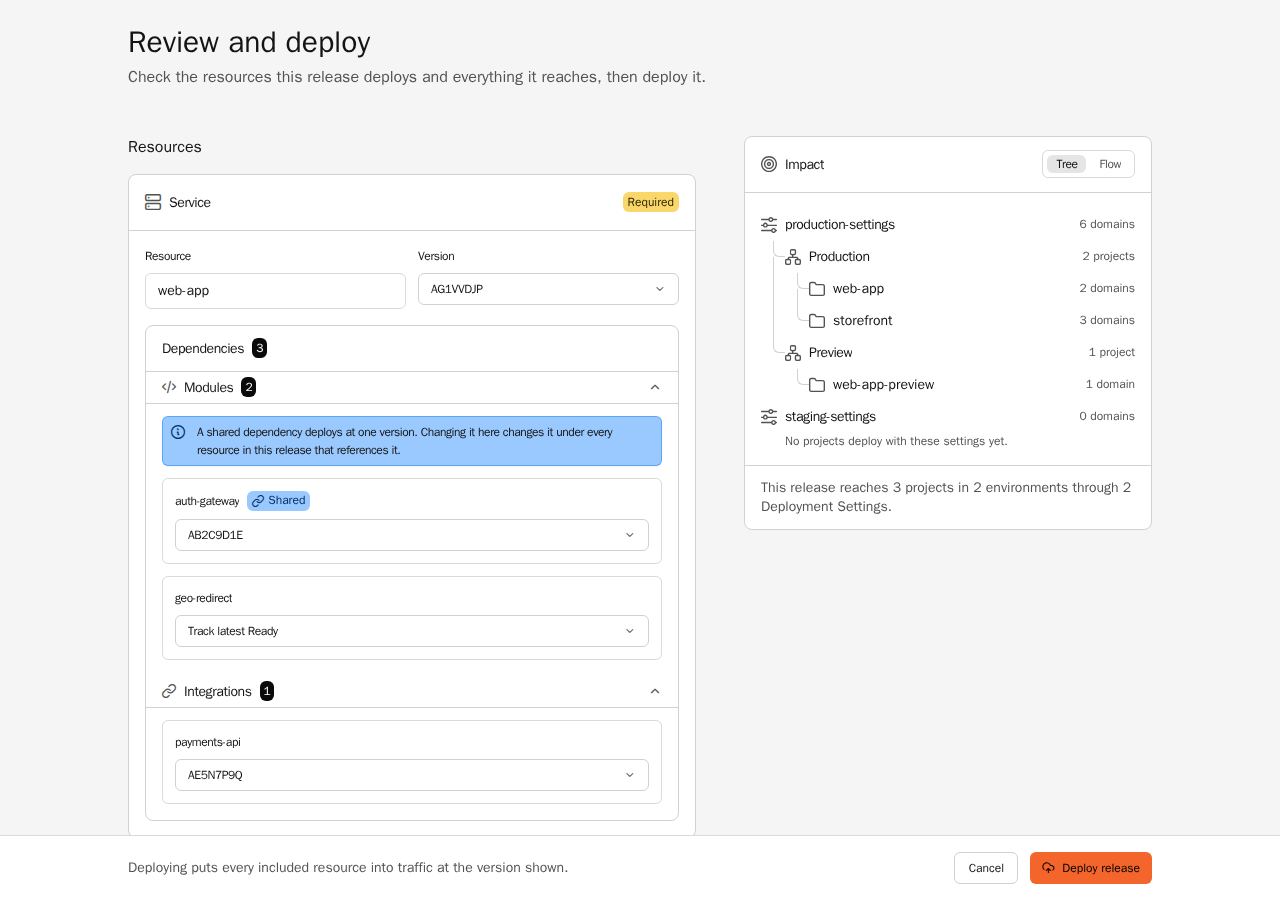 Review and deploy
Check the resources this release deploys and everything it reaches, then deploy it.
Resources
Service
Required
Resource
Version
web-app
AG1VVDJP
Dependencies 3
Modules 2
A shared dependency deploys at one version. Changing it here changes it under every
resource in this release that references it.
auth-gateway
Shared
AB2C9D1E
geo-redirect
Track latest Ready
Integrations 1
payments-api
AE5N7P9Q
Impact
Tree
Flow
production-settings
6 domains
Production
2 projects
web-app
2 domains
storefront
3 domains
Preview
1 project
web-app-preview
1 domain
staging-settings
0 domains
No projects deploy with these settings yet.
This release reaches 3 projects in 2 environments through 2
Deployment Settings.
Deploying puts every included resource into traffic at the version shown.
Cancel
Deploy release